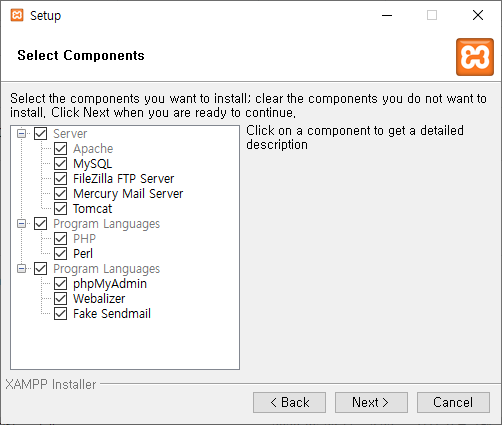 Setup
Select Components
Select the components you want to install; clear the components you do not want to
install. Click Next when you are ready to continue.
Server
Apache
MySQL
FileZilla FTP Server
Mercury Mail Server
Tomcat
Program Languages
PHP
Perl
Program Languages
phpMyAdmin
Webalizer
Fake Sendmail
Click on a component to get a detailed
description
XAMPP Installer
< Back
Next >
Cancel